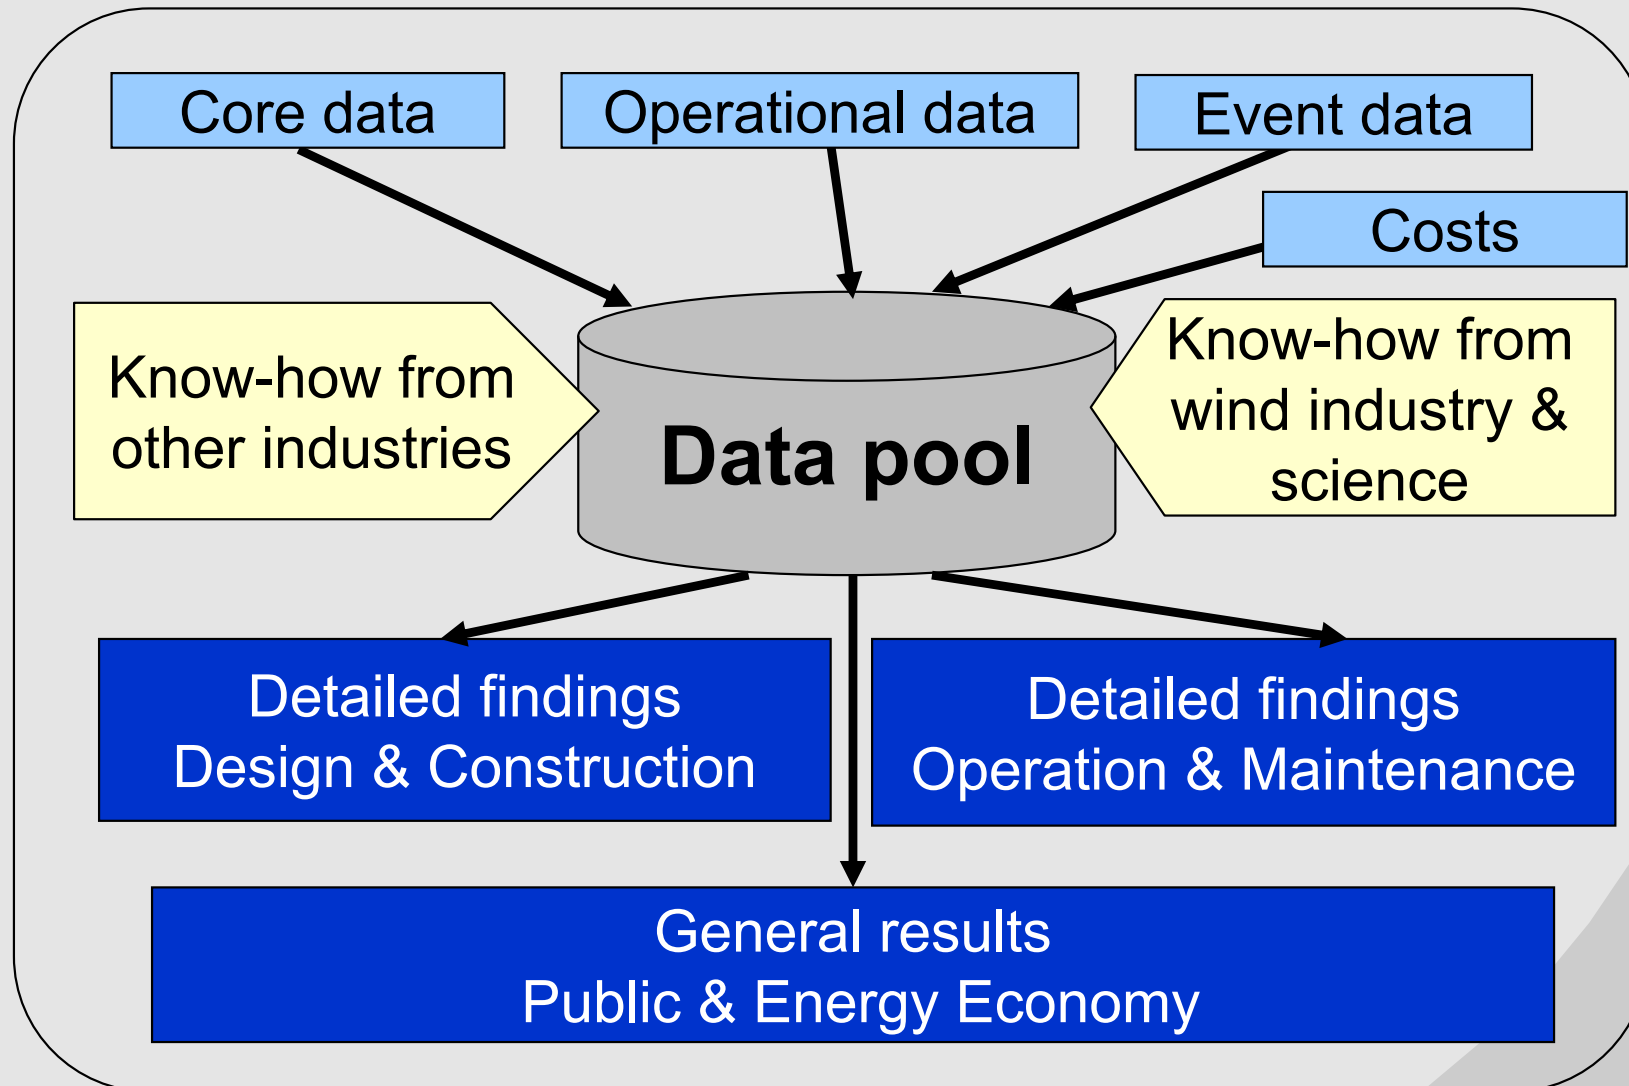 Core data
Operational data
Event data
Costs
Know-how from
other industries
Data pool
Know-how from
wind industry &
science
Detailed findings
Design & Construction
Detailed findings
Operation & Maintenance
General results
Public & Energy Economy